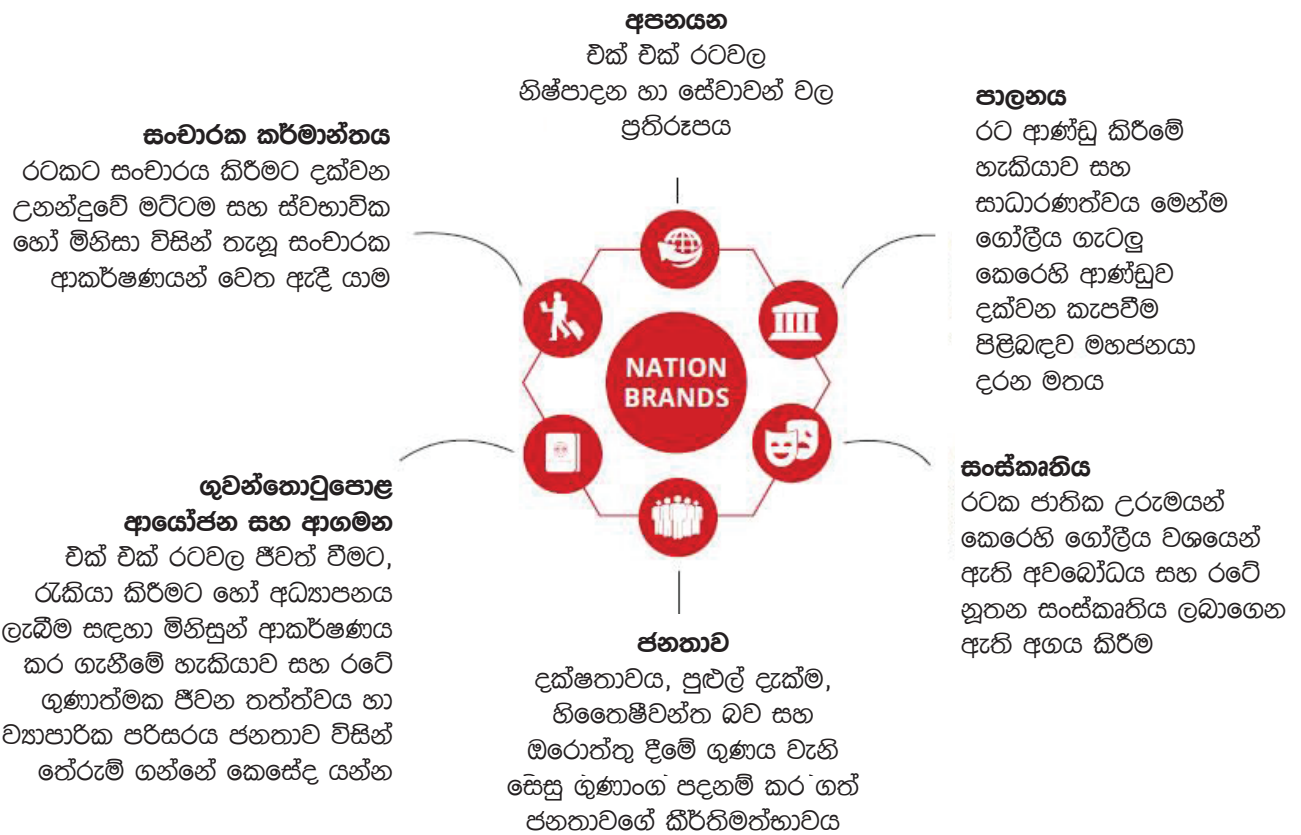 අපනයන
එක් එක් රටවල
නිෂ්පාදන හා සේවාවන් වල
ප්‍රතිරූපය
පාලනය
රට ආණ්ඩු කිරීමේ
හැකියාව සහ
සාධාරණත්වය මෙන්ම
ගෝලීය ගැටලු
කෙරෙහි ආණ්ඩුව
දක්වන කැපවීම
පිළිබඳව මහජනයා
දරන මතය
සංස්කෘතිය
රටක ජාතික උරුමයන්
කෙරෙහි ගෝලීය වශයෙන්
ඇති අවබෝධය සහ රටේ
නූතන සංස්කෘතිය ලබාගෙන
ඇති අගය කිරීම
ජනතාව
දක්ෂතාවය, පුළුල් දැක්ම,
හිතෛෂීවන්ත බව සහ
ඔරොත්තු දීමේ ගුණය වැනි
සෙසු ගුණාංග පදනම් කර ගත්
ජනතාවගේ කීර්තිමත්භාවය
ගුවන්තොටුපොළ
ආයෝජන සහ ආගමන
එක් එක් රටවල ජීවත් වීමට,
රැකියා කිරීමට හෝ අධ්‍යාපනය
ලැබීම සඳහා මිනිසුන් ආකර්ෂණය
කර ගැනීමේ හැකියාව සහ රටේ
ගුණාත්මක ජීවන තත්ත්වය හා
ව්‍යාපාරික පරිසරය ජනතාව විසින්
තේරුම් ගන්නේ කෙසේද යන්න
සංචාරක කර්මාන්තය
රටකට සංචාරය කිරීමට දක්වන
උනන්දුවේ මට්ටම සහ ස්වභාවික
හෝ මිනිසා විසින් තැනූ සංචාරක
ආකර්ෂණයන් වෙත ඇදී යාම
NATION
BRANDS